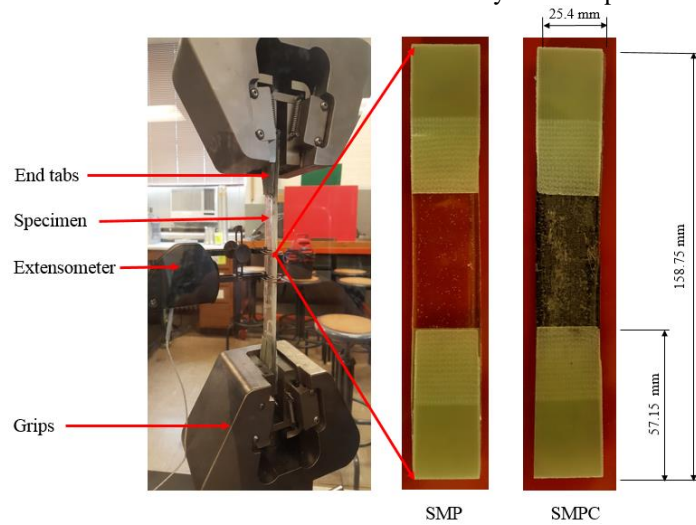 25.4 mm
End tabs
Specimen
Extensometer
Grips
158.75 mm
57.15 mm
SMP
SMPC